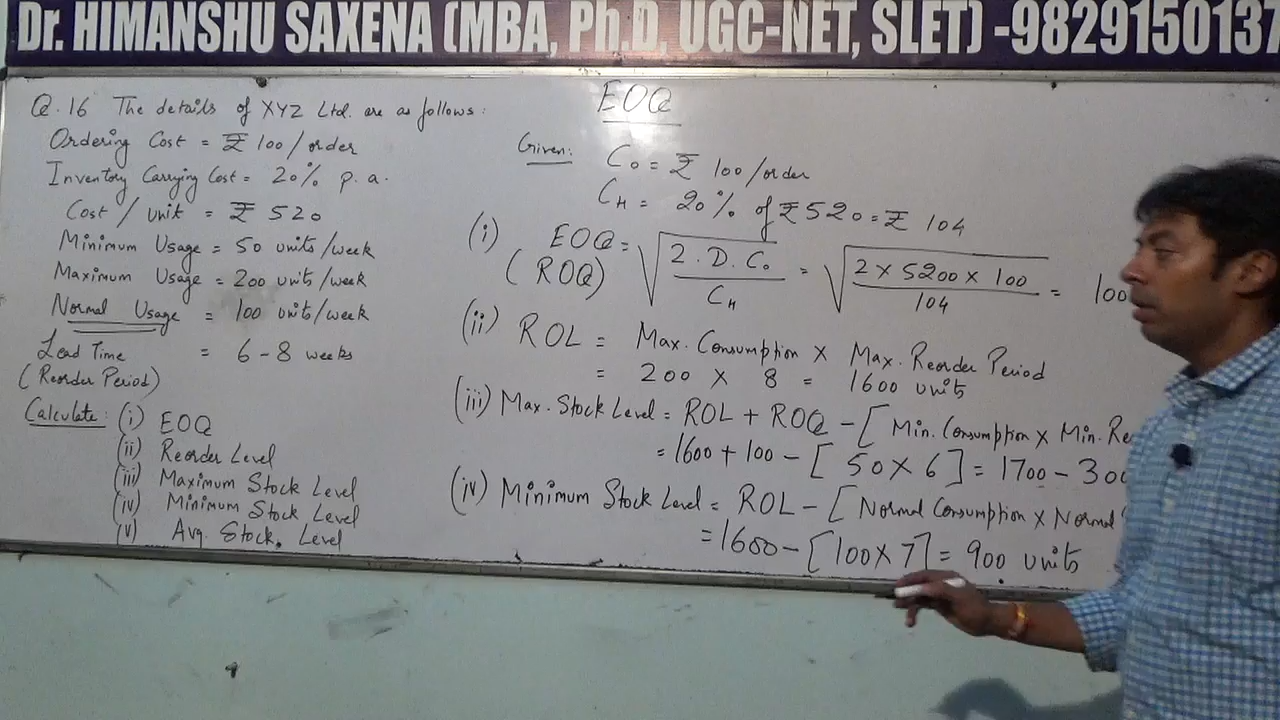 Dr. HIMANSHU SAXENA (MBA, Ph.D, UGC-NET, SLET) -9829150137
EOQ
Q.16 The details of XYZ Ltd. are as follows:
Ordering Cost = ₹ 100/order
Inventory Carrying Cost = 20% p.a.
Cost / Unit = ₹ 520
Minimum Usage = 50 units/week
Maximum Usage = 200 units/week
Normal Usage = 100 units/week
Lead Time = 6-8 weeks
(Reorder Period)
Calculate: (i) EOQ
(ii) Reorder Level
(iii) Maximum Stock Level
(iv) Minimum Stock Level
(v) Avg. Stock Level
Given: Co = ₹ 100/order
CH = 20% of ₹520 = ₹ 104
(i) EOQ = √2.D.Co/CH = √2 x 5200 x 100/104 = 100
(ROQ)
(ii) ROL = Max. Consumption x Max. Reorder Period
= 200 x 8 = 1600 units
(iii) Max. Stock Level = ROL + ROQ - [Min. Consumption x Min. Re
= 1600 + 100 - [50 x 6] = 1700 - 300
(iv) Minimum Stock Level = ROL - [Normal Consumption x Normal
= 1600 - [100 x 7] = 900 units